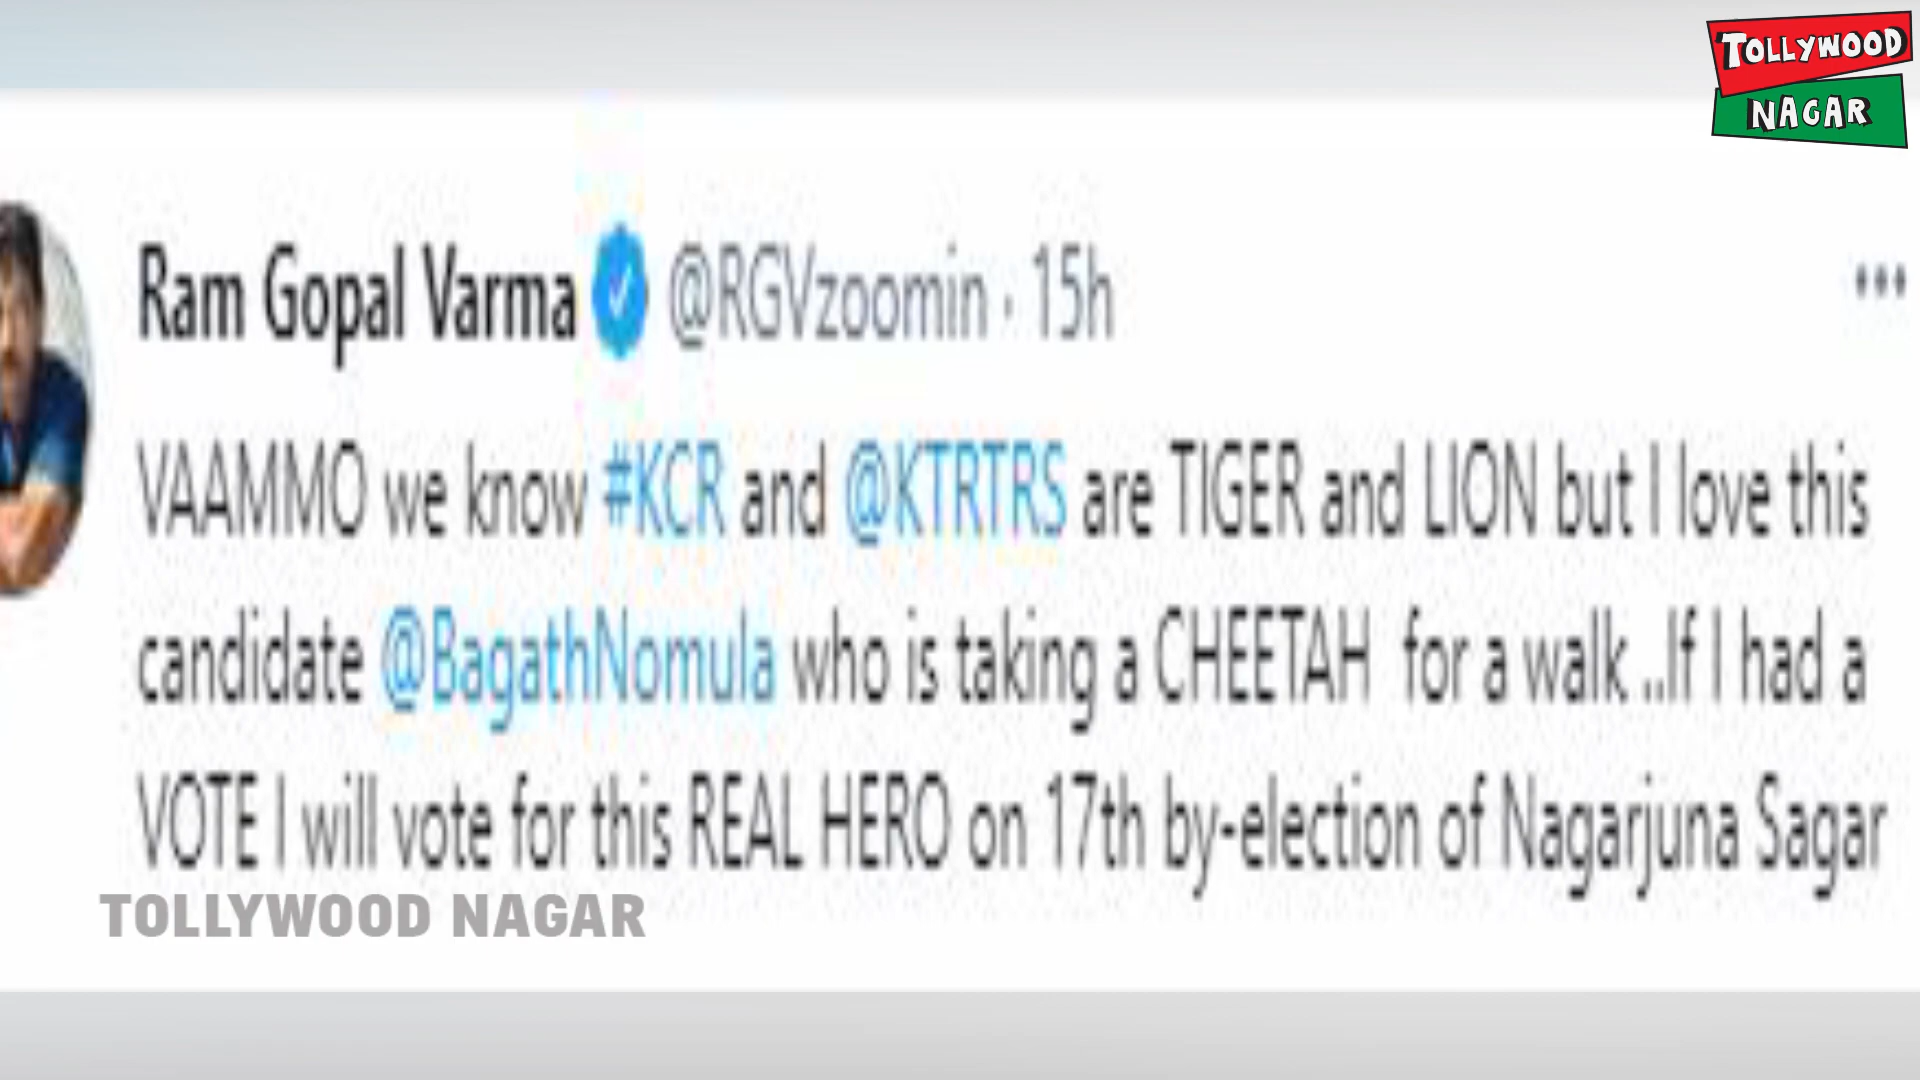 TOLLYWOOD
NAGAR
Ram Gopal Varma @RGVzoomin · 15h
VAAMMO we know #KCR and @KTRTRS are TIGER and LION but I love this
candidate @BagathNomula who is taking a CHEETAH for a walk ..If I had a
VOTE I will vote for this REAL HERO on 17th by-election of Nagarjuna Sagar
TOLLYWOOD NAGAR